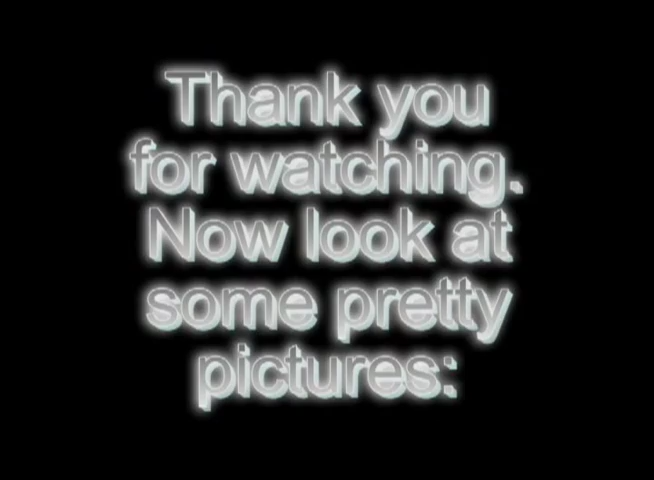 Thank you
for watching.
Now look at
some pretty
pictures: